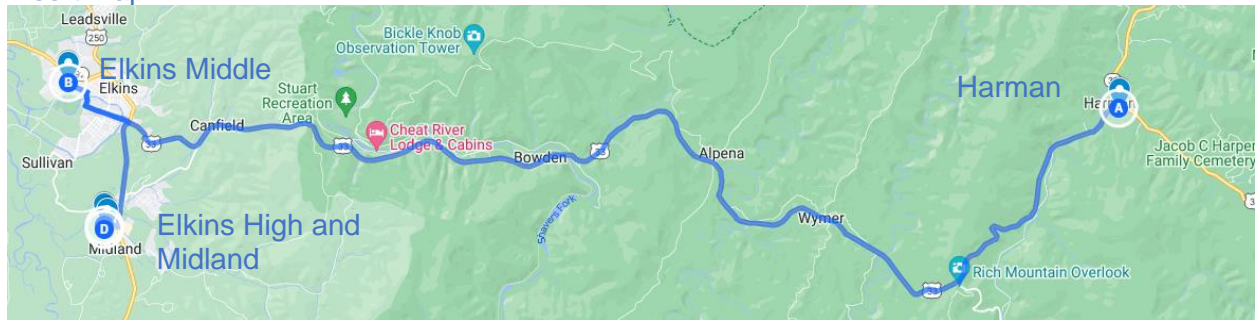 Leadsville
250
Elkins Middle
B
Elkins
Sullivan
33
Canfield
Stuart
Recreation
Area
Bickle Knob
Observation Tower
Cheat River
Lodge & Cabins
33
Bowden
33
Shavers Fork
Alpena
Wymer
33
Rich Mountain Overlook
Harman
A
Jacob C Harper
Family Cemetery
D
Midland
Elkins High and
Midland